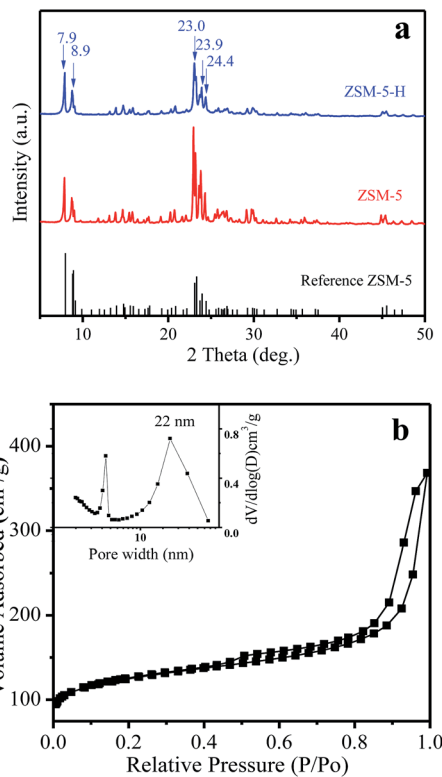 a
23.0
7.9
8.9
23.9
24.4
ZSM-5-H
ZSM-5
Reference ZSM-5
Intensity (a.u.)
10 20 30 40 50
2 Theta (deg.)
b
22 nm
0.8
0.4
0.0
dV/dlog(D)cm³/g
10
Pore width (nm)
400
300
200
100
0.0 0.2 0.4 0.6 0.8 1.0
Relative Pressure (P/Po)